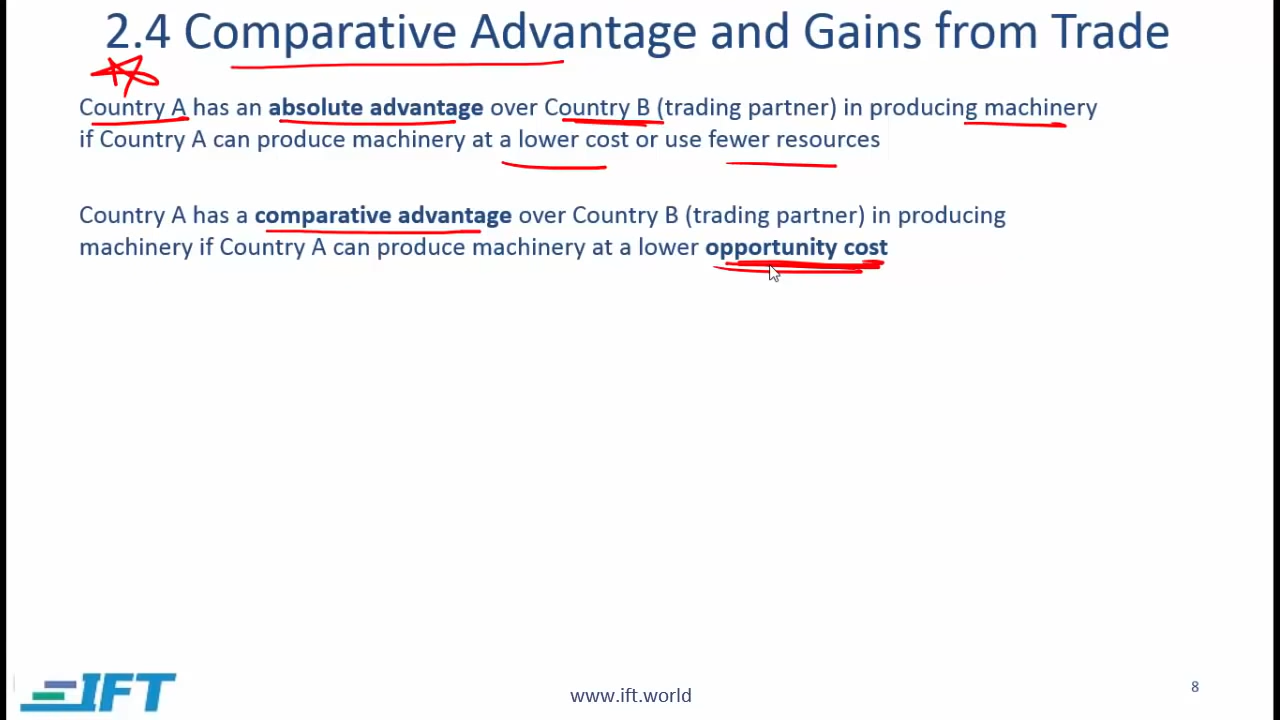 2.4 Comparative Advantage and Gains from Trade
Country A has an absolute advantage over Country B (trading partner) in producing machinery
if Country A can produce machinery at a lower cost or use fewer resources
Country A has a comparative advantage over Country B (trading partner) in producing
machinery if Country A can produce machinery at a lower opportunity cost
IFT
www.ift.world
8